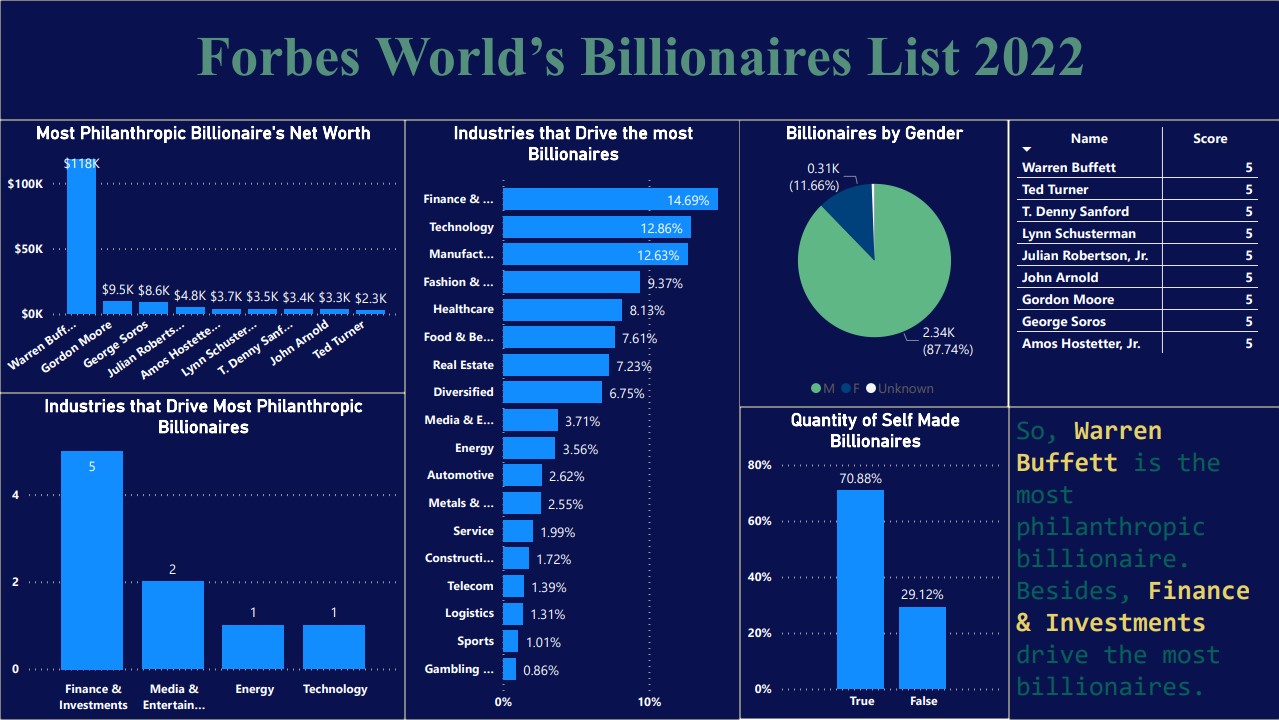 Forbes World’s Billionaires List 2022
Most Philanthropic Billionaire's Net Worth
$118K
$100K
$50K
$0K
$9.5K
$8.6K
$4.8K
$3.7K
$3.5K
$3.4K
$3.3K
$2.3K
Warren Buff...
Gordon Moore
George Soros
Julian Roberts...
Amos Hostette...
Lynn Schuster...
T. Denny Sanf...
John Arnold
Ted Turner
Industries that Drive Most Philanthropic
Billionaires
4
2
0
5
2
1
1
Finance &
Investments
Media &
Entertain...
Energy
Technology
Industries that Drive the most
Billionaires
Finance & ... 14.69%
Technology 12.86%
Manufact... 12.63%
Fashion & ... 9.37%
Healthcare 8.13%
Food & Be... 7.61%
Real Estate 7.23%
Diversified 6.75%
Media & E... 3.71%
Energy 3.56%
Automotive 2.62%
Metals & ... 2.55%
Service 1.99%
Constructi... 1.72%
Telecom 1.39%
Logistics 1.31%
Sports 1.01%
Gambling ... 0.86%
0% 10%
Billionaires by Gender
0.31K
(11.66%)
2.34K
(87.74%)
M F Unknown
Quantity of Self Made
Billionaires
80%
60%
40%
20%
0%
70.88%
29.12%
True False
Name Score
Warren Buffett 5
Ted Turner 5
T. Denny Sanford 5
Lynn Schusterman 5
Julian Robertson, Jr. 5
John Arnold 5
Gordon Moore 5
George Soros 5
Amos Hostetter, Jr. 5
So, Warren
Buffett is the
most
philanthropic
billionaire.
Besides, Finance
& Investments
drive the most
billionaires.